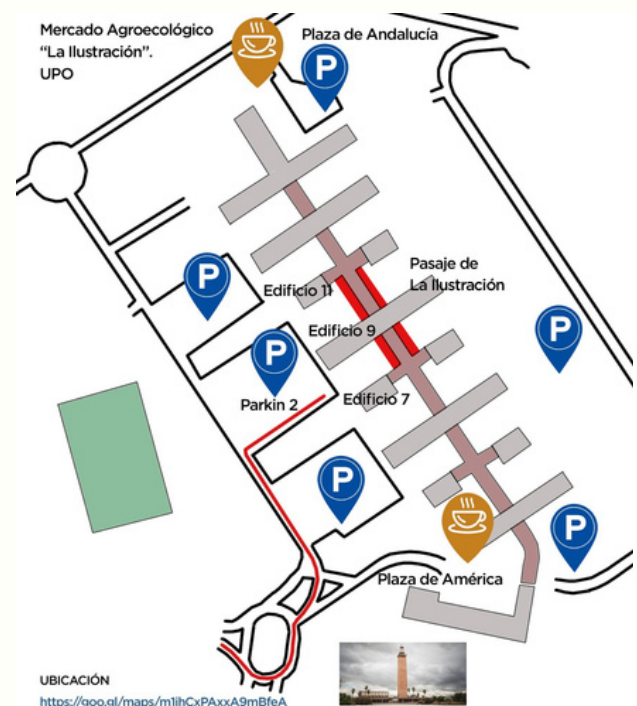 Mercado Agroecológico
“La Ilustración”.
UPO
Plaza de Andalucía
P
P
Pasaje de
La Ilustración
Edificio 11
Edificio 9
P
P
Parkin 2
Edificio 7
P
P
Plaza de América
UBICACIÓN
https://goo.gl/maps/m1jhCxPAxxA9mBfeA